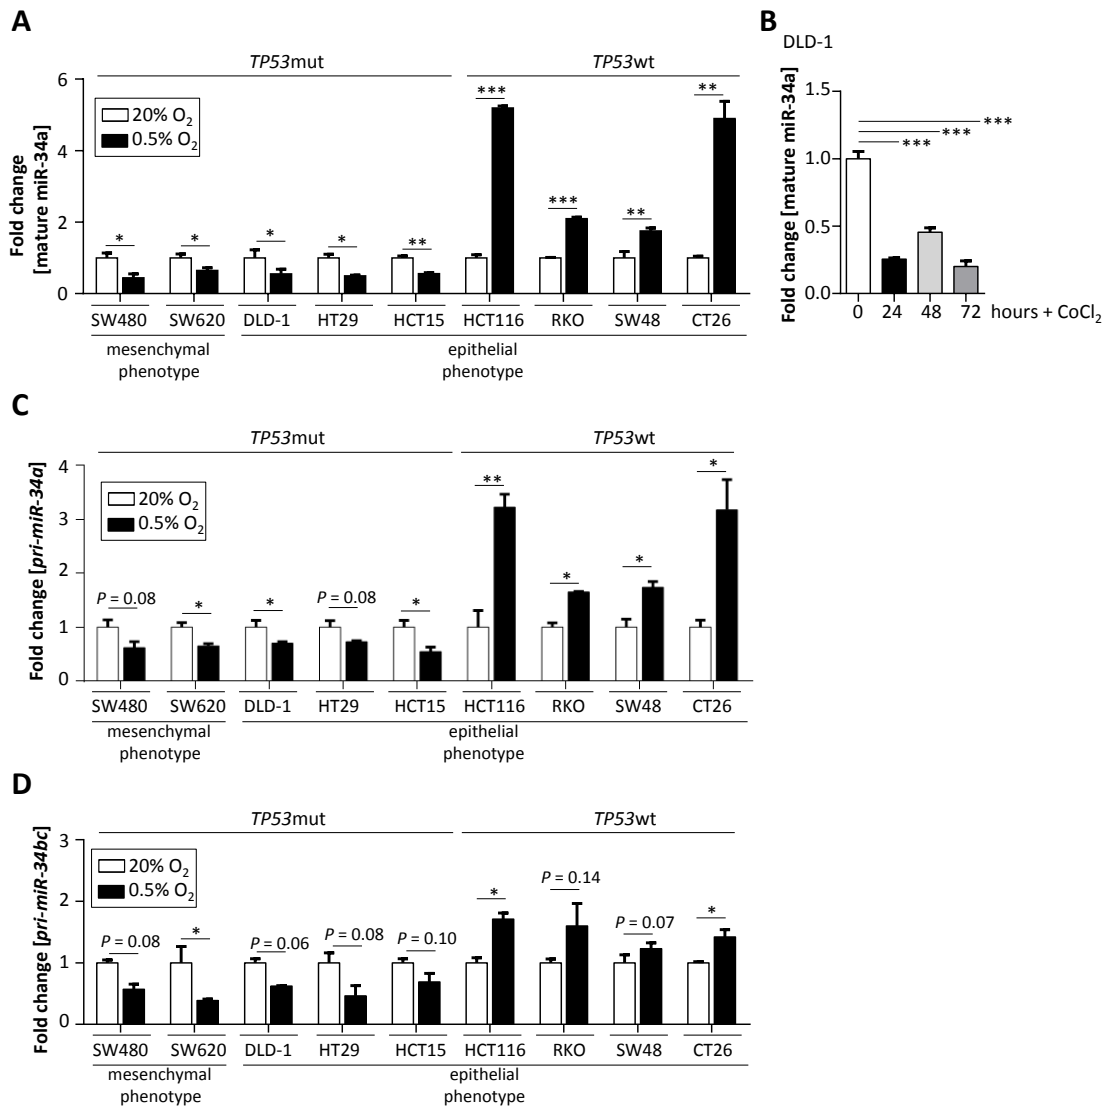 A
TP53mut TP53wt
20% O2
0.5% O2
Fold change
[mature miR-34a]
6
4
2
0
* * * * ** *** *** ** **
SW480 SW620 DLD-1 HT29 HCT15 HCT116 RKO SW48 CT26
mesenchymal
phenotype
epithelial
phenotype
B
DLD-1
Fold change [mature miR-34a]
1.5
1.0
0.5
0.0
***
***
***
0 24 48 72 hours + CoCl2
C
TP53mut TP53wt
20% O2
0.5% O2
Fold change [pri-miR-34a]
4
3
2
1
0
P = 0.08 * * P = 0.08 * ** * * *
SW480 SW620 DLD-1 HT29 HCT15 HCT116 RKO SW48 CT26
mesenchymal
phenotype
epithelial
phenotype
D
TP53mut TP53wt
20% O2
0.5% O2
Fold change [pri-miR-34bc]
3
2
1
0
P = 0.08 * P = 0.06 P = 0.08 P = 0.10 * P = 0.14 P = 0.07 *
SW480 SW620 DLD-1 HT29 HCT15 HCT116 RKO SW48 CT26
mesenchymal
phenotype
epithelial
phenotype